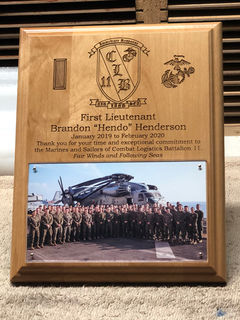 CLB
11
First Lieutenant
Brandon "Hendo" Henderson
January 2019 to February 2020
Thank you for your time and exceptional commitment to
the Marines and Sailors of Combat Logistics Battalion 11.
Fair Winds and Following Seas